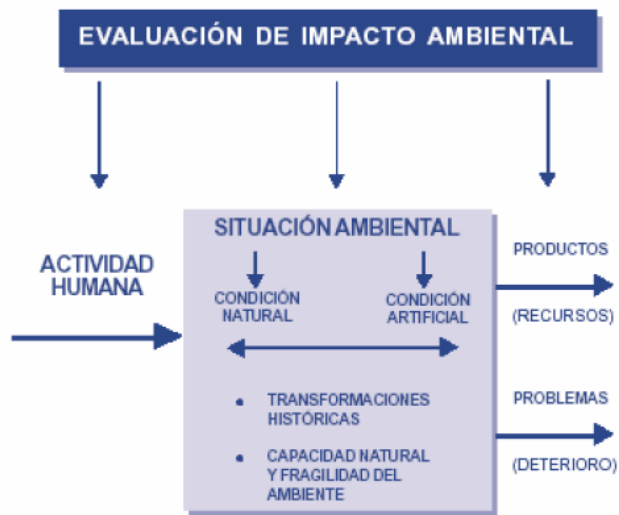 EVALUACIÓN DE IMPACTO AMBIENTAL
ACTIVIDAD
HUMANA
SITUACIÓN AMBIENTAL
CONDICIÓN
NATURAL
CONDICIÓN
ARTIFICIAL
• TRANSFORMACIONES
HISTÓRICAS
• CAPACIDAD NATURAL
Y FRAGILIDAD DEL
AMBIENTE
PRODUCTOS
(RECURSOS)
PROBLEMAS
(DETERIORO)